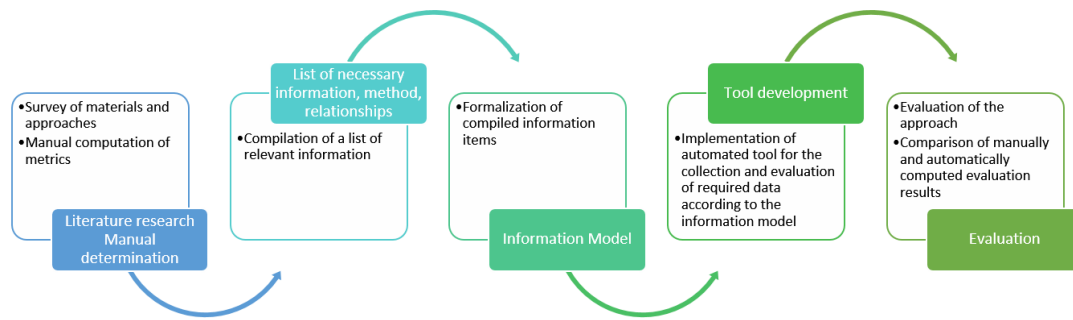 •Survey of materials and
approaches
•Manual computation of
metrics
Literature research
Manual
determination
List of necessary
information, method,
relationships
•Compilation of a list of
relevant information
•Formalization of
compiled information
items
Information Model
Tool development
•Implementation of
automated tool for the
collection and evaluation
of required data
according to the
information model
•Evaluation of the
approach
•Comparison of manually
and automatically
computed evaluation
results
Evaluation